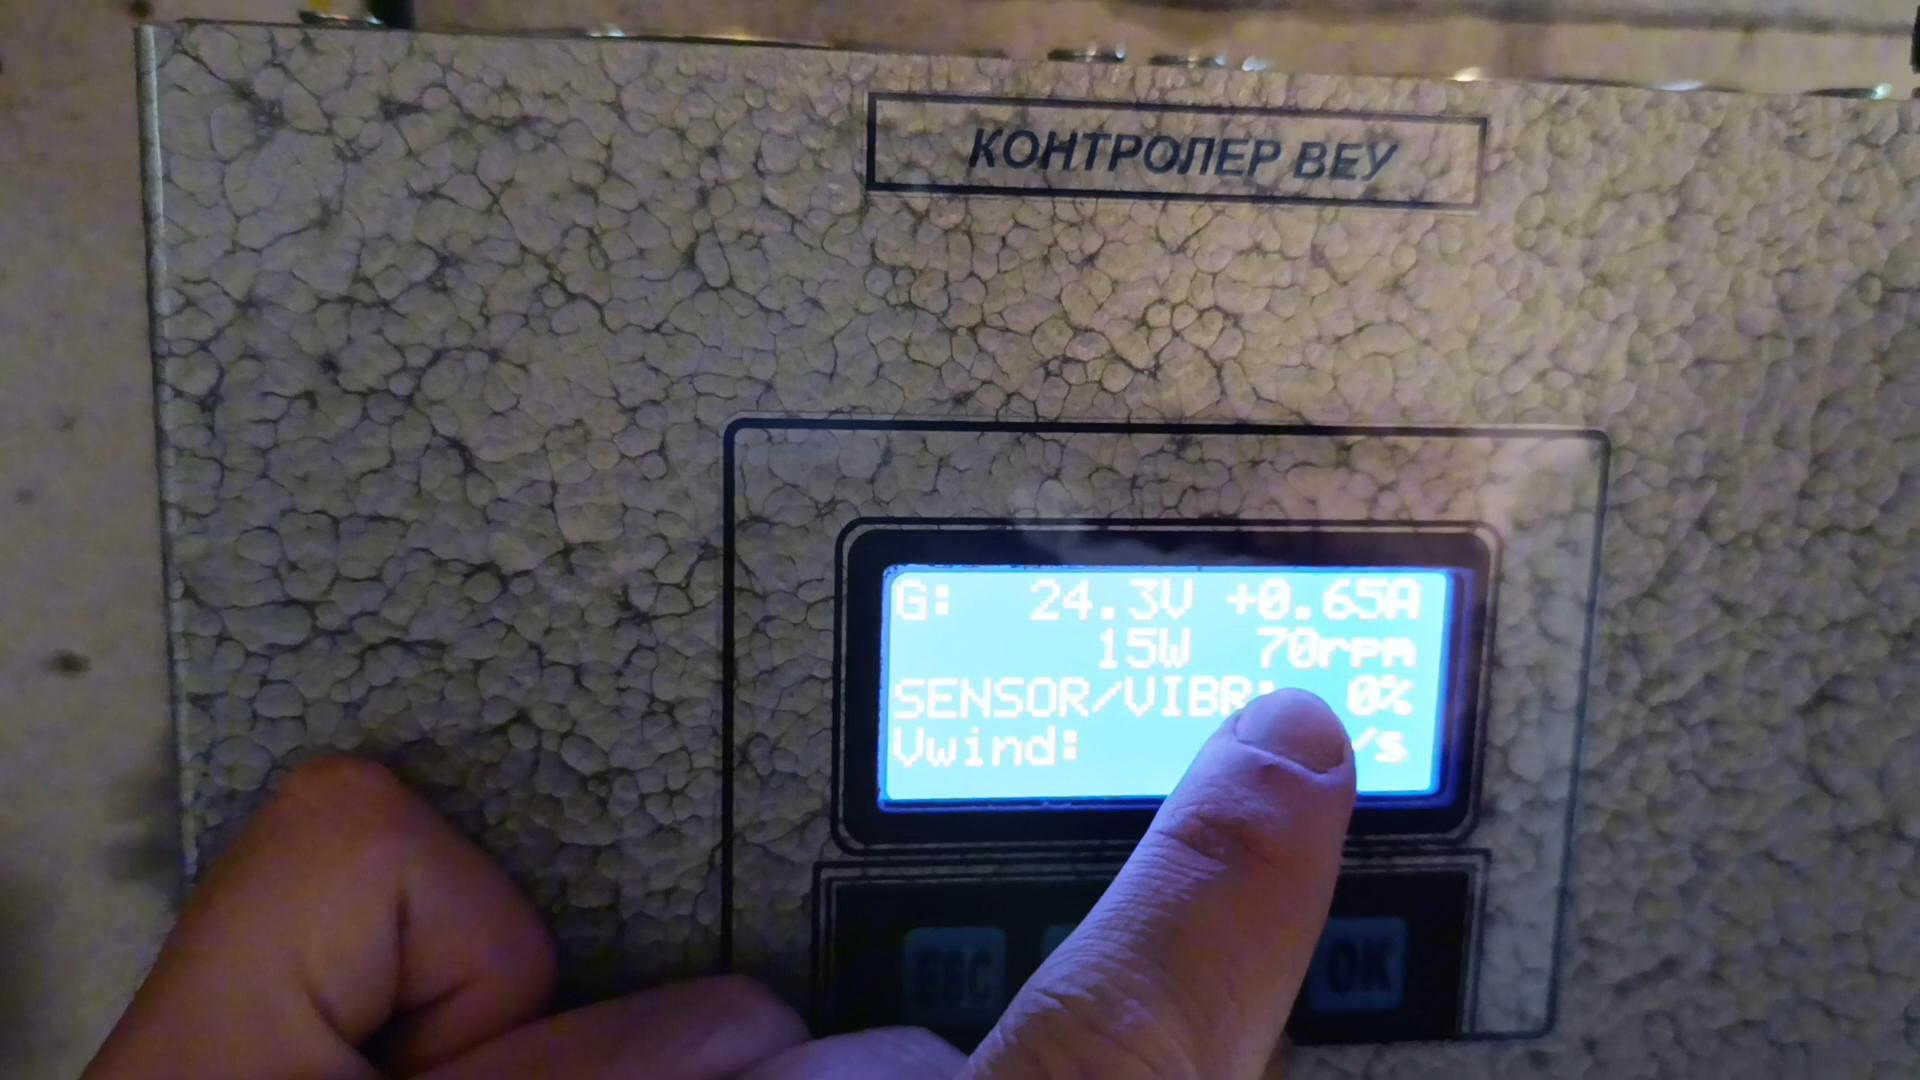 КОНТРОЛЕР ВЕУ
G: 24.3V +0.65A
15W 70rpm
SENSOR/VIBR: 0%
Vwind: /s
ESC
OK